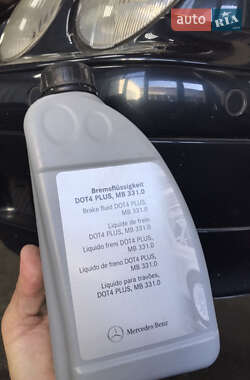 AUTO
RIA
Bremsflüssigkeit
DOT4 PLUS, MB 331.0
Brake fluid DOT4 PLUS,
MB 331.0
Liquide de frein
DOT4 PLUS, MB 331.0
Liquido freni DOT4 PLUS,
MB 331.0
Líquido de freno DOT4 PLUS,
MB 331.0
Líquido para travões,
DOT4 PLUS, MB 331.0
Mercedes-Benz